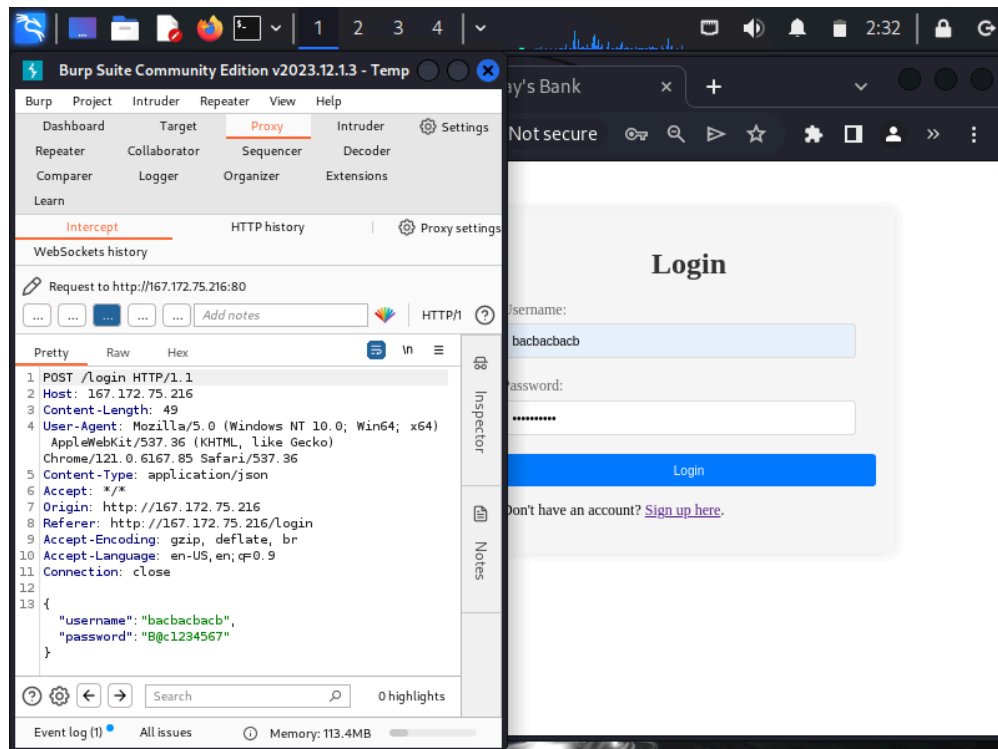 1 2 3 4 2:32
Burp Suite Community Edition v2023.12.1.3 - Temp
Burp Project Intruder Repeater View Help
Dashboard Target Proxy Intruder Settings
Repeater Collaborator Sequencer Decoder
Comparer Logger Organizer Extensions
Learn
Intercept HTTP history Proxy settings
WebSockets history
Request to http://167.172.75.216:80
... ... ... ... ... Add notes HTTP/1
Pretty Raw Hex \n
1 POST /login HTTP/1.1
2 Host: 167.172.75.216
3 Content-Length: 49
4 User-Agent: Mozilla/5.0 (Windows NT 10.0; Win64; x64)
AppleWebKit/537.36 (KHTML, like Gecko)
Chrome/121.0.6167.85 Safari/537.36
5 Content-Type: application/json
6 Accept: */*
7 Origin: http://167.172.75.216
8 Referer: http://167.172.75.216/login
9 Accept-Encoding: gzip, deflate, br
10 Accept-Language: en-US,en;q=0.9
11 Connection: close
12
13 {
"username":"bacbacbacb",
"password":"B@c1234567"
}
Inspector
Notes
Search 0 highlights
Event log (1) All issues Memory: 113.4MB
ay's Bank
Not secure
Login
Username:
bacbacbacb
Password:
••••••••••
Login
Don't have an account? Sign up here.